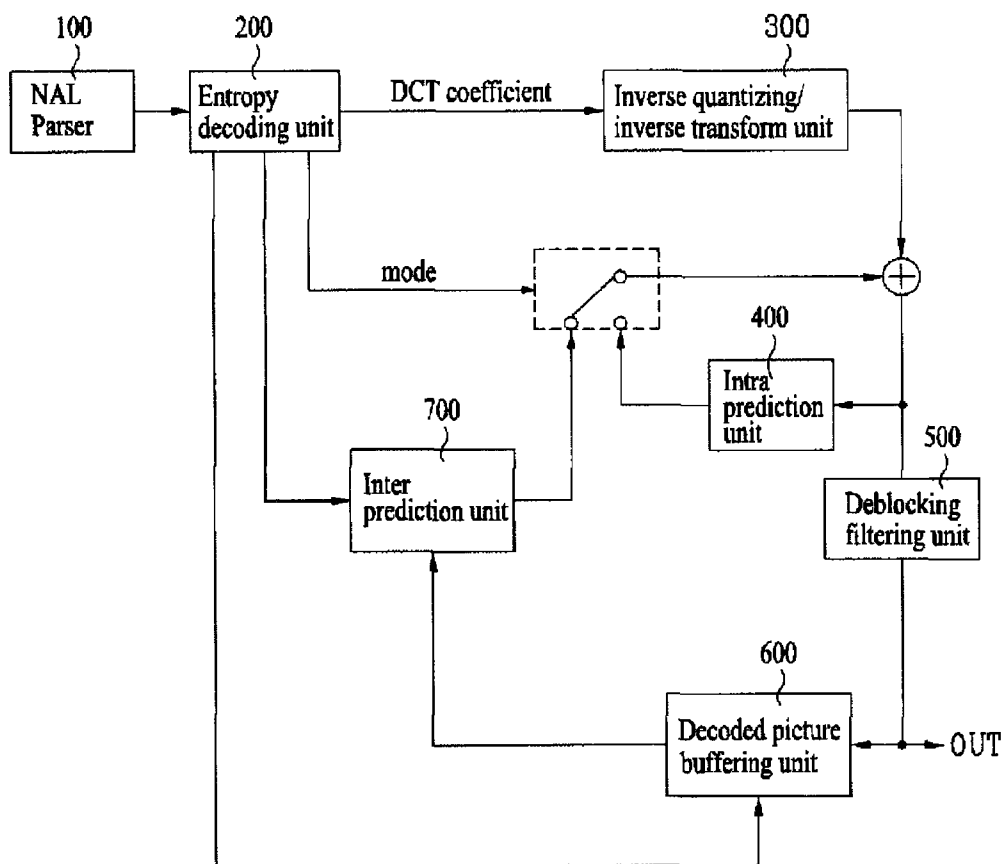 100
200
300
NAL
Parser
Entropy
decoding unit
DCT coefficient
Inverse quantizing/
inverse transform unit
mode
400
Intra
prediction
unit
700
Inter
prediction unit
500
Deblocking
filtering unit
600
Decoded picture
buffering unit
OUT